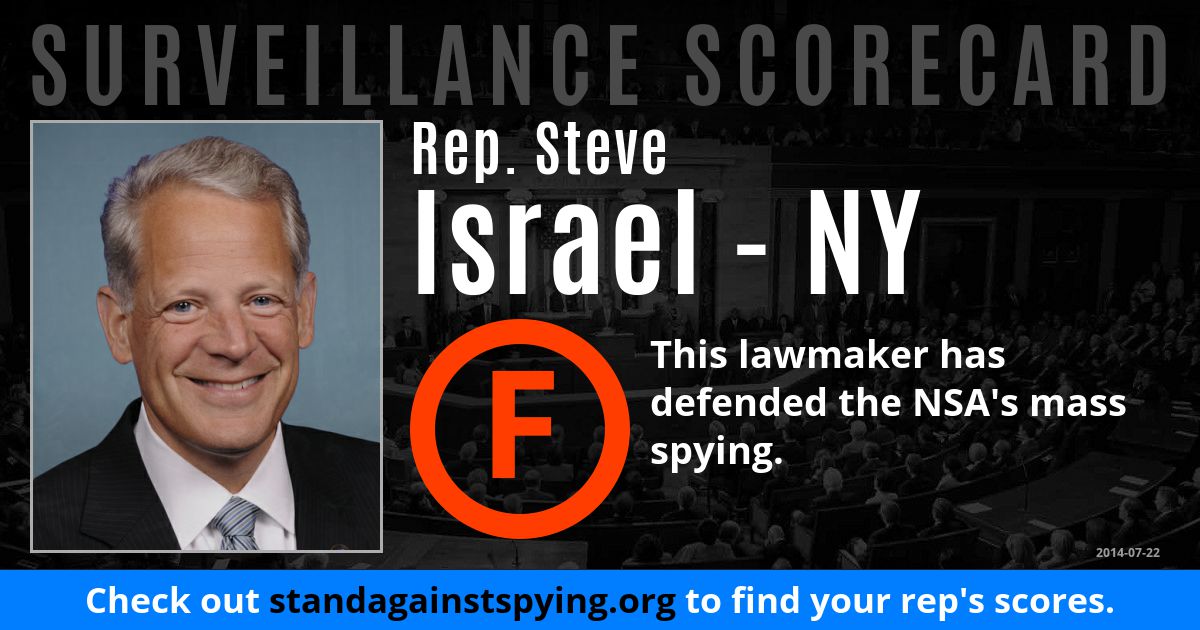 SURVEILLANCE SCORECARD
Rep. Steve
Israel - NY
F
This lawmaker has
defended the NSA's mass
spying.
2014-07-22
Check out standagainstspying.org to find your rep's scores.